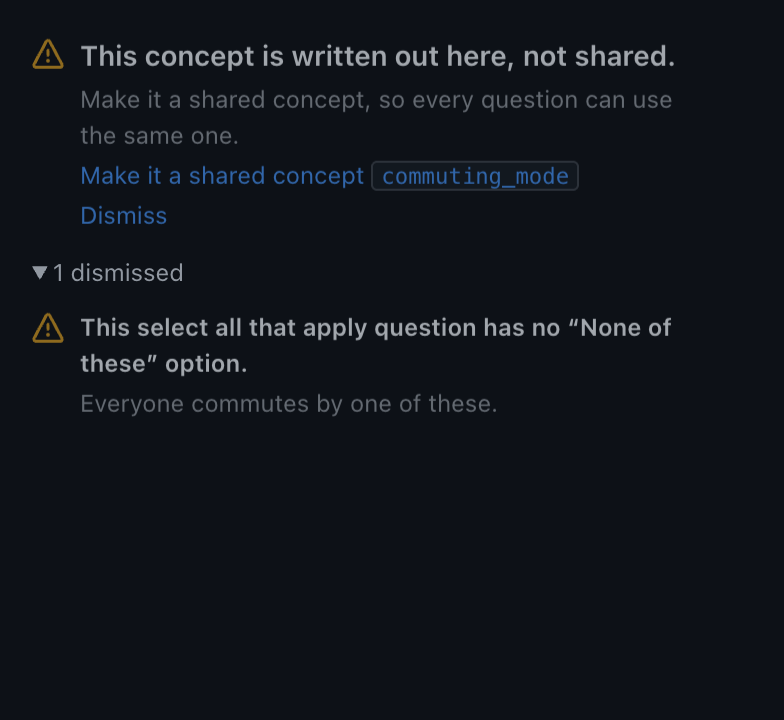 This concept is written out here, not shared.
Make it a shared concept, so every question can use
the same one.
Make it a shared concept commuting_mode
Dismiss
▼ 1 dismissed
This select all that apply question has no “None of
these” option.
Everyone commutes by one of these.